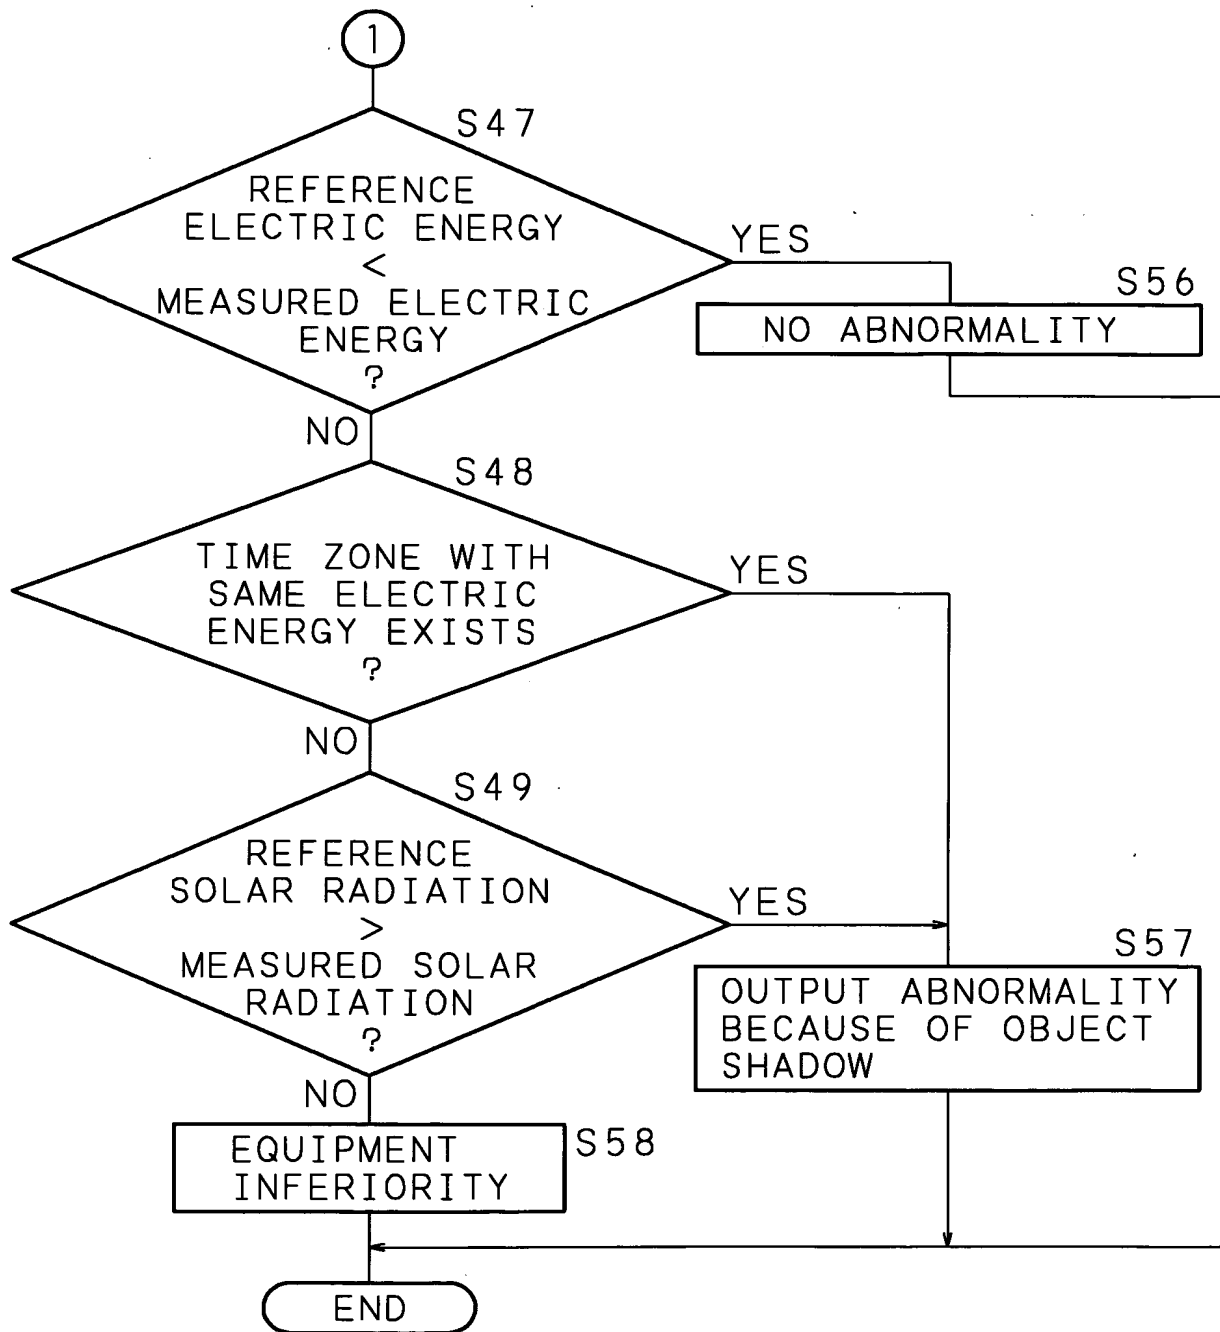 1
S47
REFERENCE
ELECTRIC ENERGY
<
MEASURED ELECTRIC
ENERGY
?
YES
S56
NO ABNORMALITY
NO
S48
TIME ZONE WITH
SAME ELECTRIC
ENERGY EXISTS
?
YES
NO
S49
REFERENCE
SOLAR RADIATION
>
MEASURED SOLAR
RADIATION
?
YES
S57
OUTPUT ABNORMALITY
BECAUSE OF OBJECT
SHADOW
NO
S58
EQUIPMENT
INFERIORITY
END